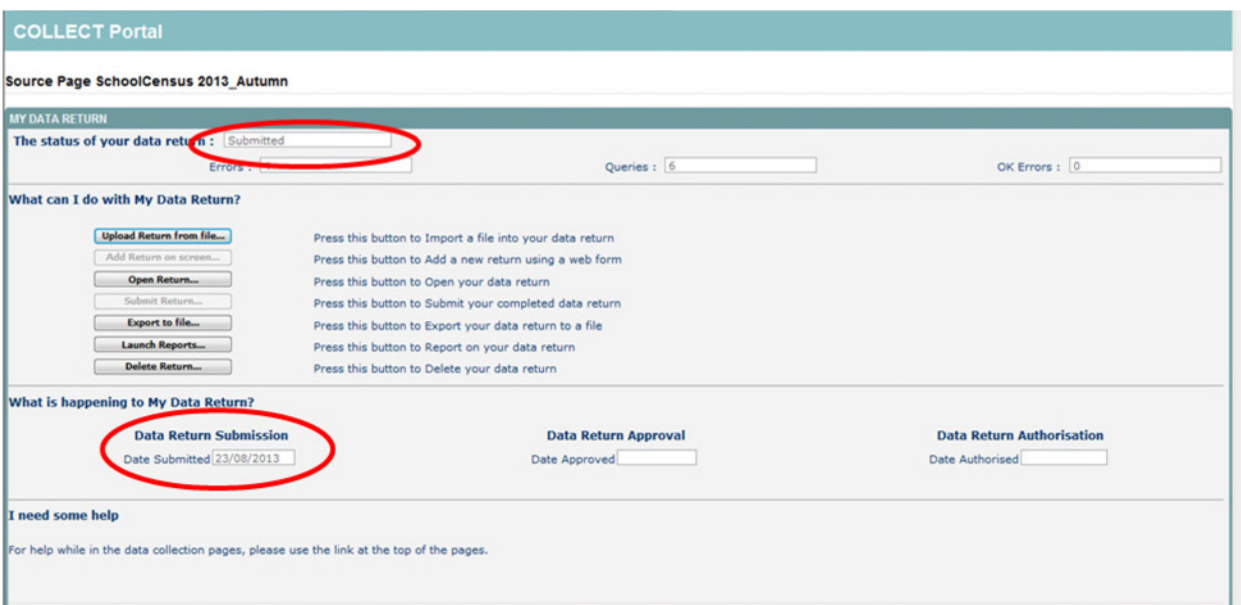 COLLECT Portal
Source Page SchoolCensus 2013_Autumn
MY DATA RETURN
The status of your data return : Submitted
Errors : Queries : 6 OK Errors : 0
What can I do with My Data Return?
Upload Return from file... Press this button to Import a file into your data return
Add Return on screen... Press this button to Add a new return using a web form
Open Return... Press this button to Open your data return
Submit Return... Press this button to Submit your completed data return
Export to file... Press this button to Export your data return to a file
Launch Reports... Press this button to Report on your data return
Delete Return... Press this button to Delete your data return
What is happening to My Data Return?
Data Return Submission Data Return Approval Data Return Authorisation
Date Submitted 23/08/2013 Date Approved Date Authorised
I need some help
For help while in the data collection pages, please use the link at the top of the pages.